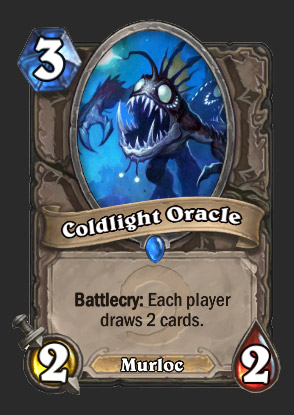 3
Coldlight Oracle
Battlecry: Each player
draws 2 cards.
2
Murloc
2